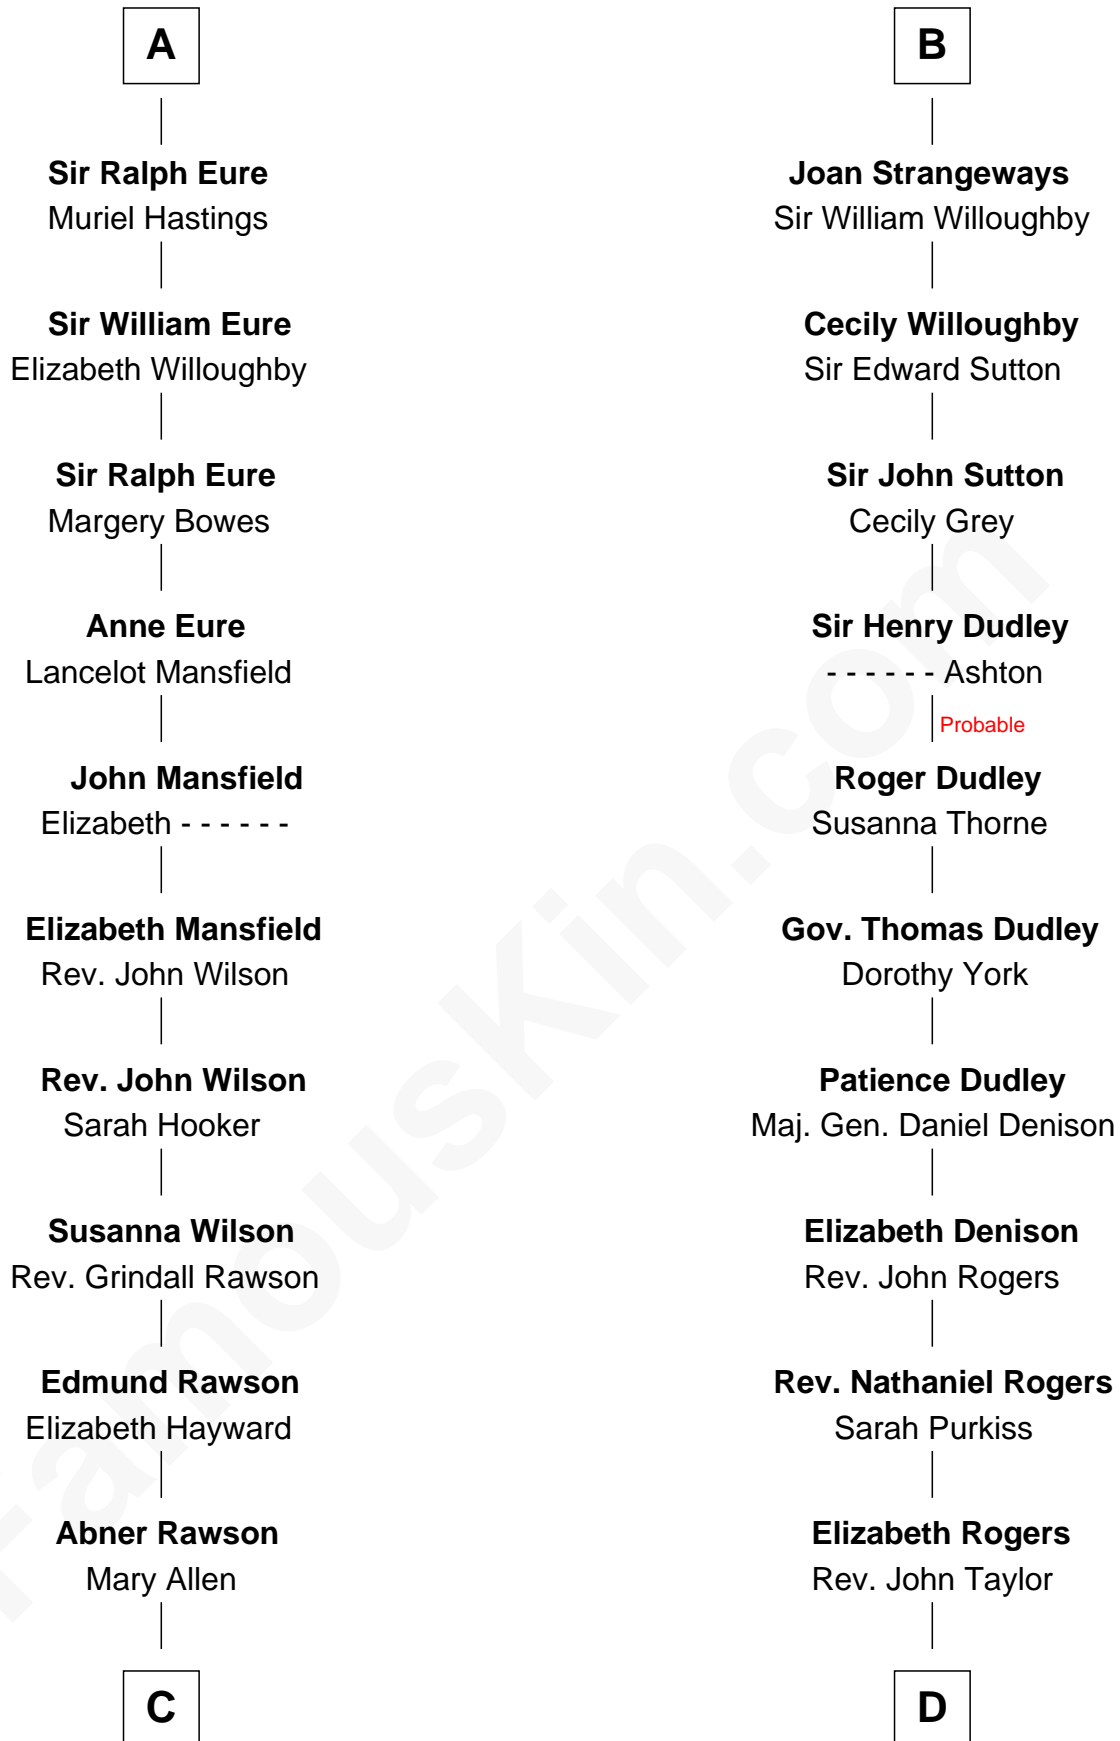 A
Sir Ralph Eure
Muriel Hastings
Sir William Eure
Elizabeth Willoughby
Sir Ralph Eure
Margery Bowes
Anne Eure
Lancelot Mansfield
John Mansfield
Elizabeth - - - - - -
Elizabeth Mansfield
Rev. John Wilson
Rev. John Wilson
Sarah Hooker
Susanna Wilson
Rev. Grindall Rawson
Edmund Rawson
Elizabeth Hayward
Abner Rawson
Mary Allen
C
B
Joan Strangeways
Sir William Willoughby
Cecily Willoughby
Sir Edward Sutton
Sir John Sutton
Cecily Grey
Sir Henry Dudley
- - - - - - Ashton
Probable
Roger Dudley
Susanna Thorne
Gov. Thomas Dudley
Dorothy York
Patience Dudley
Maj. Gen. Daniel Denison
Elizabeth Denison
Rev. John Rogers
Rev. Nathaniel Rogers
Sarah Purkiss
Elizabeth Rogers
Rev. John Taylor
D
FamousKin.com